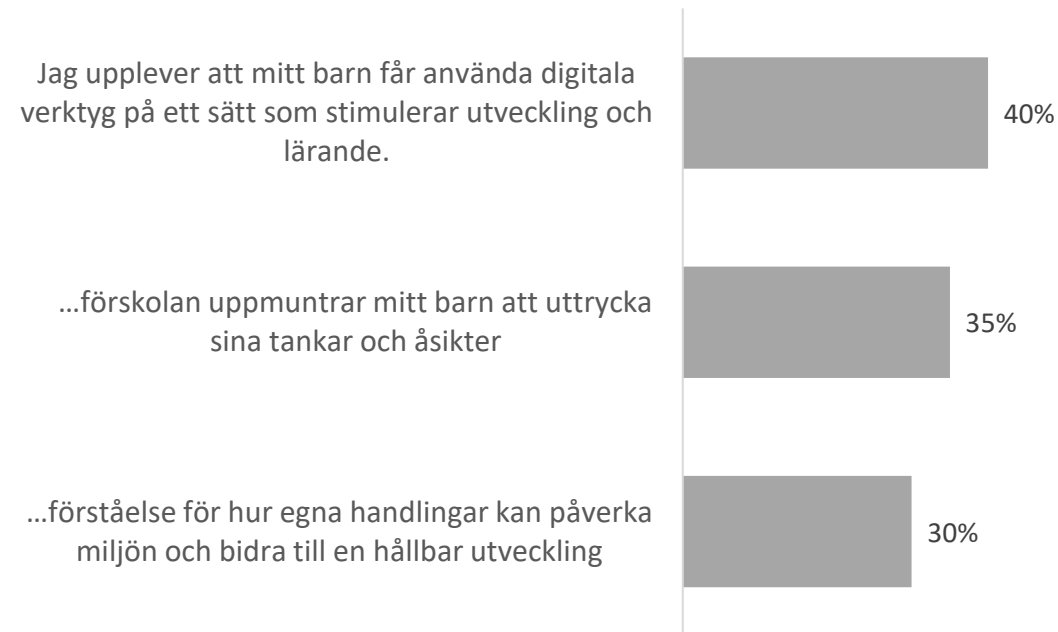 Jag upplever att mitt barn får använda digitala
verktyg på ett sätt som stimulerar utveckling och
lärande.
40%
…förskolan uppmuntrar mitt barn att uttrycka
sina tankar och åsikter
35%
…förståelse för hur egna handlingar kan påverka
miljön och bidra till en hållbar utveckling
30%